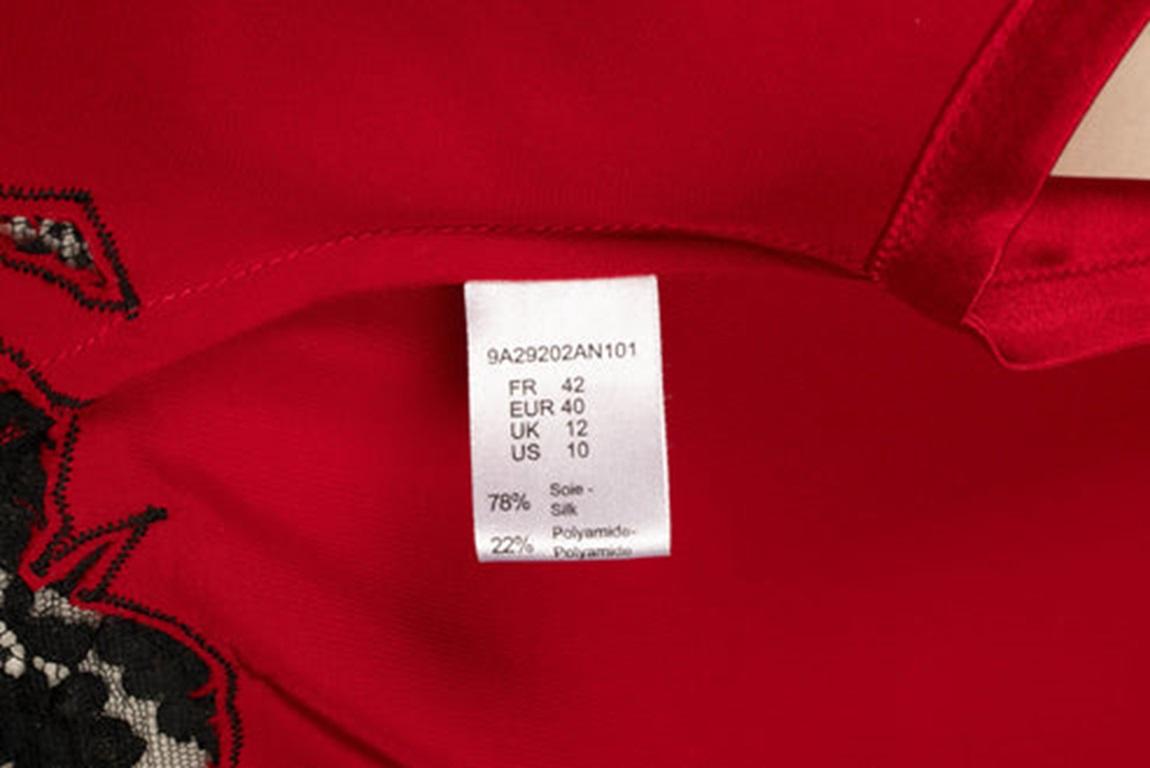 9A29202AN101
FR 42
EUR 40
UK 12
US 10
78% Soie -
Silk
22% Polyamide-
Polyamide